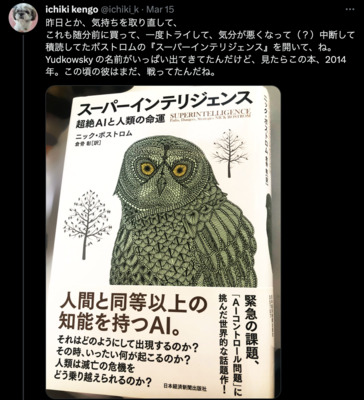 ichiki kengo @ichiki_k · Mar 15
昨日とか、気持ちを取り直して、
これも随分前に買って、一度トライして、気分が悪くなって（？）中断して
積読してたボストロムの『スーパーインテリジェンス』を開いて、ね。
Yudkowsky の名前がいっぱい出てきてたんだけど、見たらこの本、2014
年。この頃の彼はまだ、戦ってたんだね。
スーパーインテリジェンス
超絶AIと人類の命運
SUPERINTELLIGENCE
ニック・ボストロム
倉骨 彰[訳]
人間と同等以上の
知能を持つAI。
それはどのようにして出現するのか？
その時、いったい何が起こるのか？
人類は滅亡の危機を
どう乗り越えられるのか？
緊急の課題、
「AIコントロール問題」に
挑んだ世界的な話題作！
日本経済新聞出版社